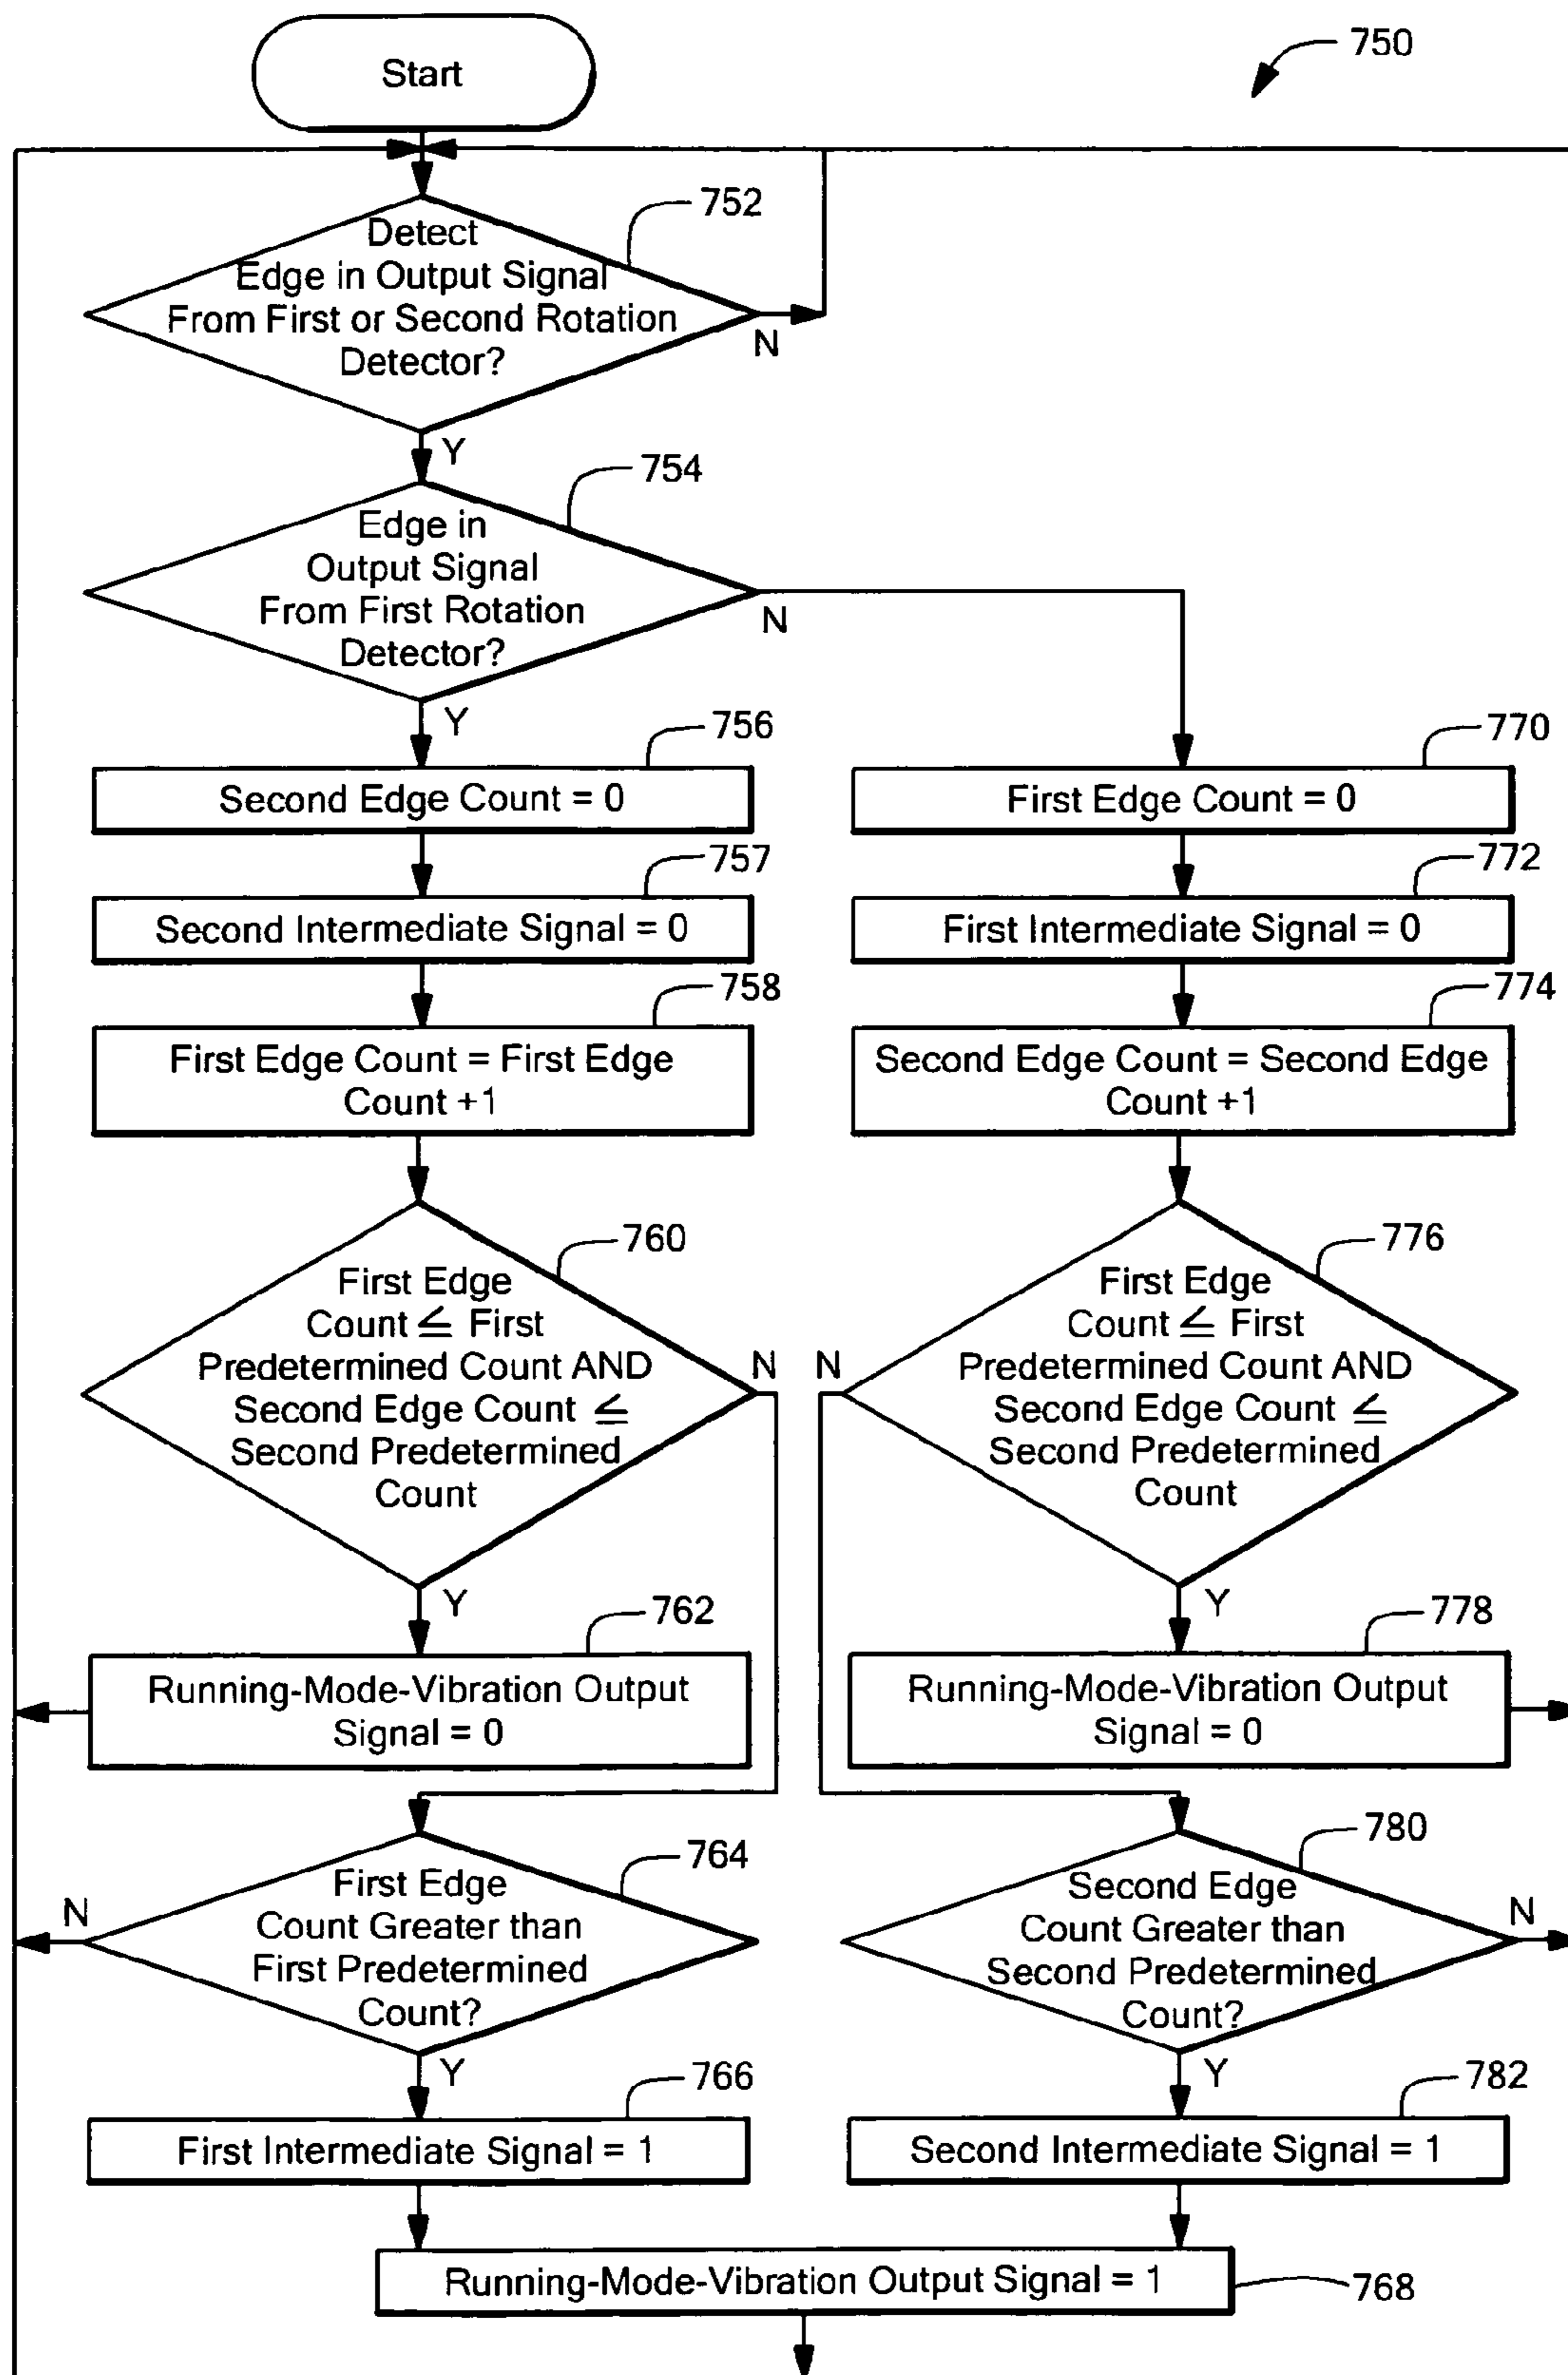 Start
750
752
Detect
Edge in Output Signal
From First or Second Rotation
Detector?
N
Y
754
Edge in
Output Signal
From First Rotation
Detector?
N
Y
756
Second Edge Count = 0
757
Second Intermediate Signal = 0
758
First Edge Count = First Edge
Count +1
760
First Edge
Count ≦ First
Predetermined Count AND
Second Edge Count ≦
Second Predetermined
Count
N
Y
762
Running-Mode-Vibration Output
Signal = 0
764
First Edge
Count Greater than
First Predetermined
Count?
N
Y
766
First Intermediate Signal = 1
770
First Edge Count = 0
772
First Intermediate Signal = 0
774
Second Edge Count = Second Edge
Count +1
776
First Edge
Count ≦ First
Predetermined Count AND
Second Edge Count ≦
Second Predetermined
Count
N
Y
778
Running-Mode-Vibration Output
Signal = 0
780
Second Edge
Count Greater than
Second Predetermined
Count?
N
Y
782
Second Intermediate Signal = 1
Running-Mode-Vibration Output Signal = 1
768